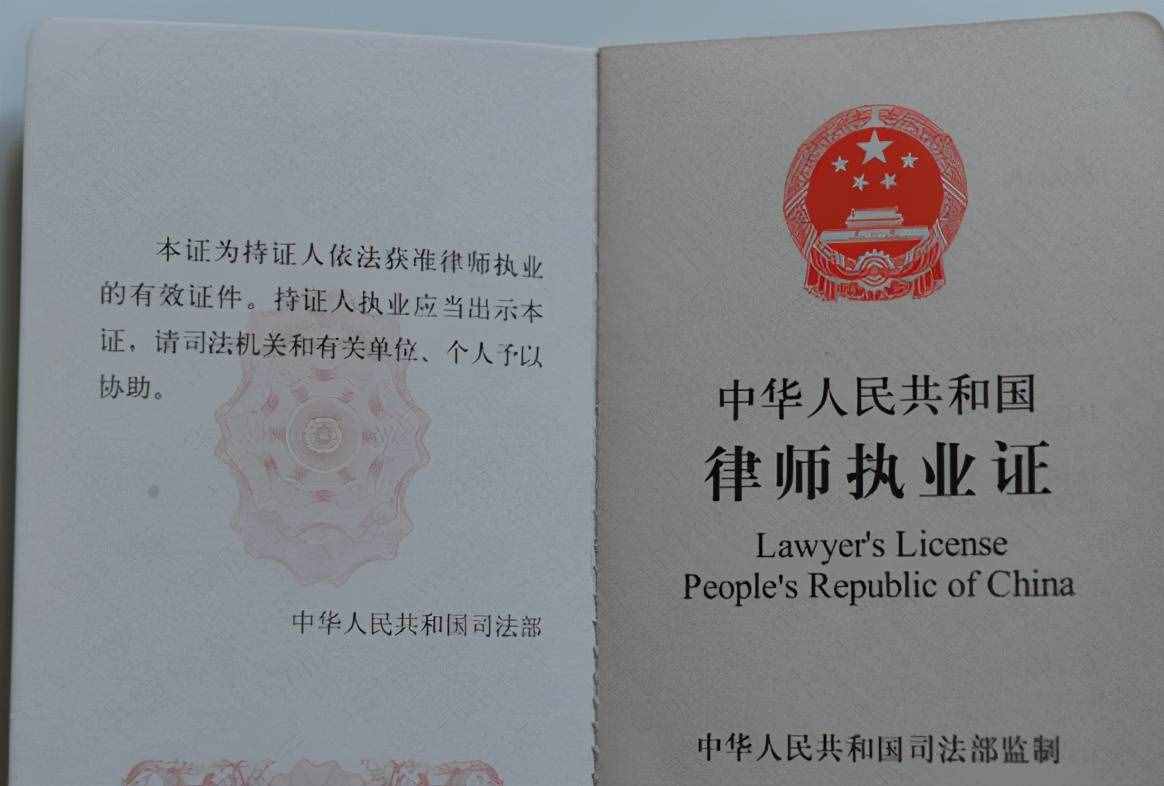 本证为持证人依法获准律师执业
的有效证件。持证人执业应当出示本
证，请司法机关和有关单位、个人予以
协助。
中华人民共和国司法部
中华人民共和国
律师执业证
Lawyer's License
People's Republic of China
中华人民共和国司法部监制